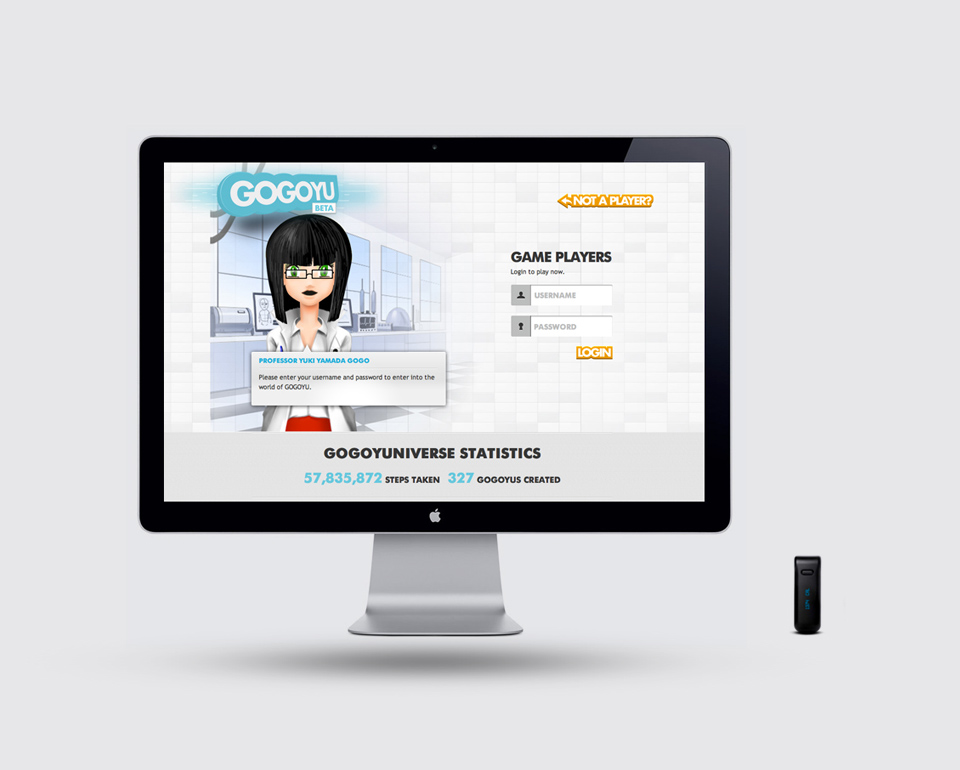 GOGOYU
BETA
NOT A PLAYER?
GAME PLAYERS
Login to play now.
USERNAME
PASSWORD
LOGIN
PROFESSOR YUKI YAMADA GOGO
Please enter your username and password to enter into the
world of GOGOYU.
GOGOYUNIVERSE STATISTICS
57,835,872 STEPS TAKEN 327 GOGOYUS CREATED